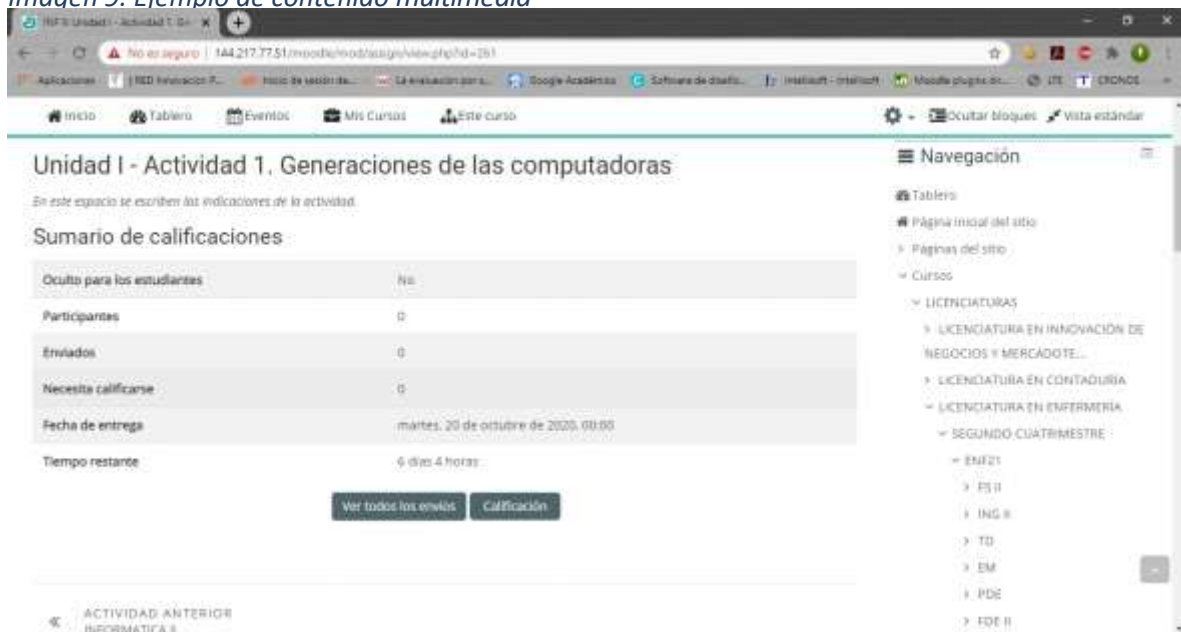 Imagen 9. Ejemplo de contenido multimedia
No es seguro | 144.217.77.51/moodle/mod/assign/view.php?id=261
Aplicaciones
Google Académico
Inicio Tablero Eventos Mis Cursos Este curso
Ocultar bloques Vista estándar
Unidad I - Actividad 1. Generaciones de las computadoras
En este espacio se escriben las indicaciones de la actividad.
Sumario de calificaciones
Oculto para los estudiantes No
Participantes 0
Enviados 0
Necesita calificarse 0
Fecha de entrega martes, 20 de octubre de 2020, 00:00
Tiempo restante 6 días 4 horas
Ver todos los envíos Calificación
ACTIVIDAD ANTERIOR
INFORMATICA II
Navegación
Tablero
Página inicial del sitio
Páginas del sitio
Cursos
LICENCIATURAS
LICENCIATURA EN INNOVACIÓN DE
NEGOCIOS Y MERCADOTE...
LICENCIATURA EN CONTADURÍA
LICENCIATURA EN ENFERMERÍA
SEGUNDO CUATRIMESTRE
ENF21
FS II
ING II
TD
EM
PDE
FDE II